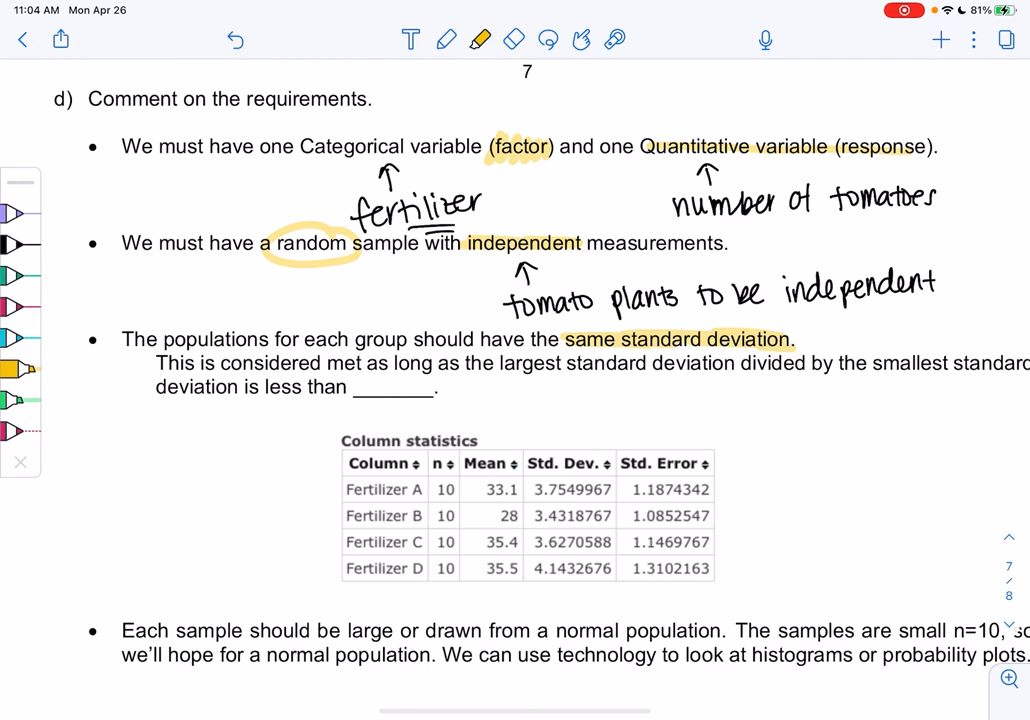 11:04 AM Mon Apr 26 81%
T
7
d) Comment on the requirements.
• We must have one Categorical variable (factor) and one Quantitative variable (response).
fertilizer number of tomatoes
• We must have a random sample with independent measurements.
tomato plants to be independent
• The populations for each group should have the same standard deviation.
This is considered met as long as the largest standard deviation divided by the smallest standard
deviation is less than _______.
Column statistics
Column n Mean Std. Dev. Std. Error
Fertilizer A 10 33.1 3.7549967 1.1874342
Fertilizer B 10 28 3.4318767 1.0852547
Fertilizer C 10 35.4 3.6270588 1.1469767
Fertilizer D 10 35.5 4.1432676 1.3102163
7
/
8
• Each sample should be large or drawn from a normal population. The samples are small n=10, so
we'll hope for a normal population. We can use technology to look at histograms or probability plots.